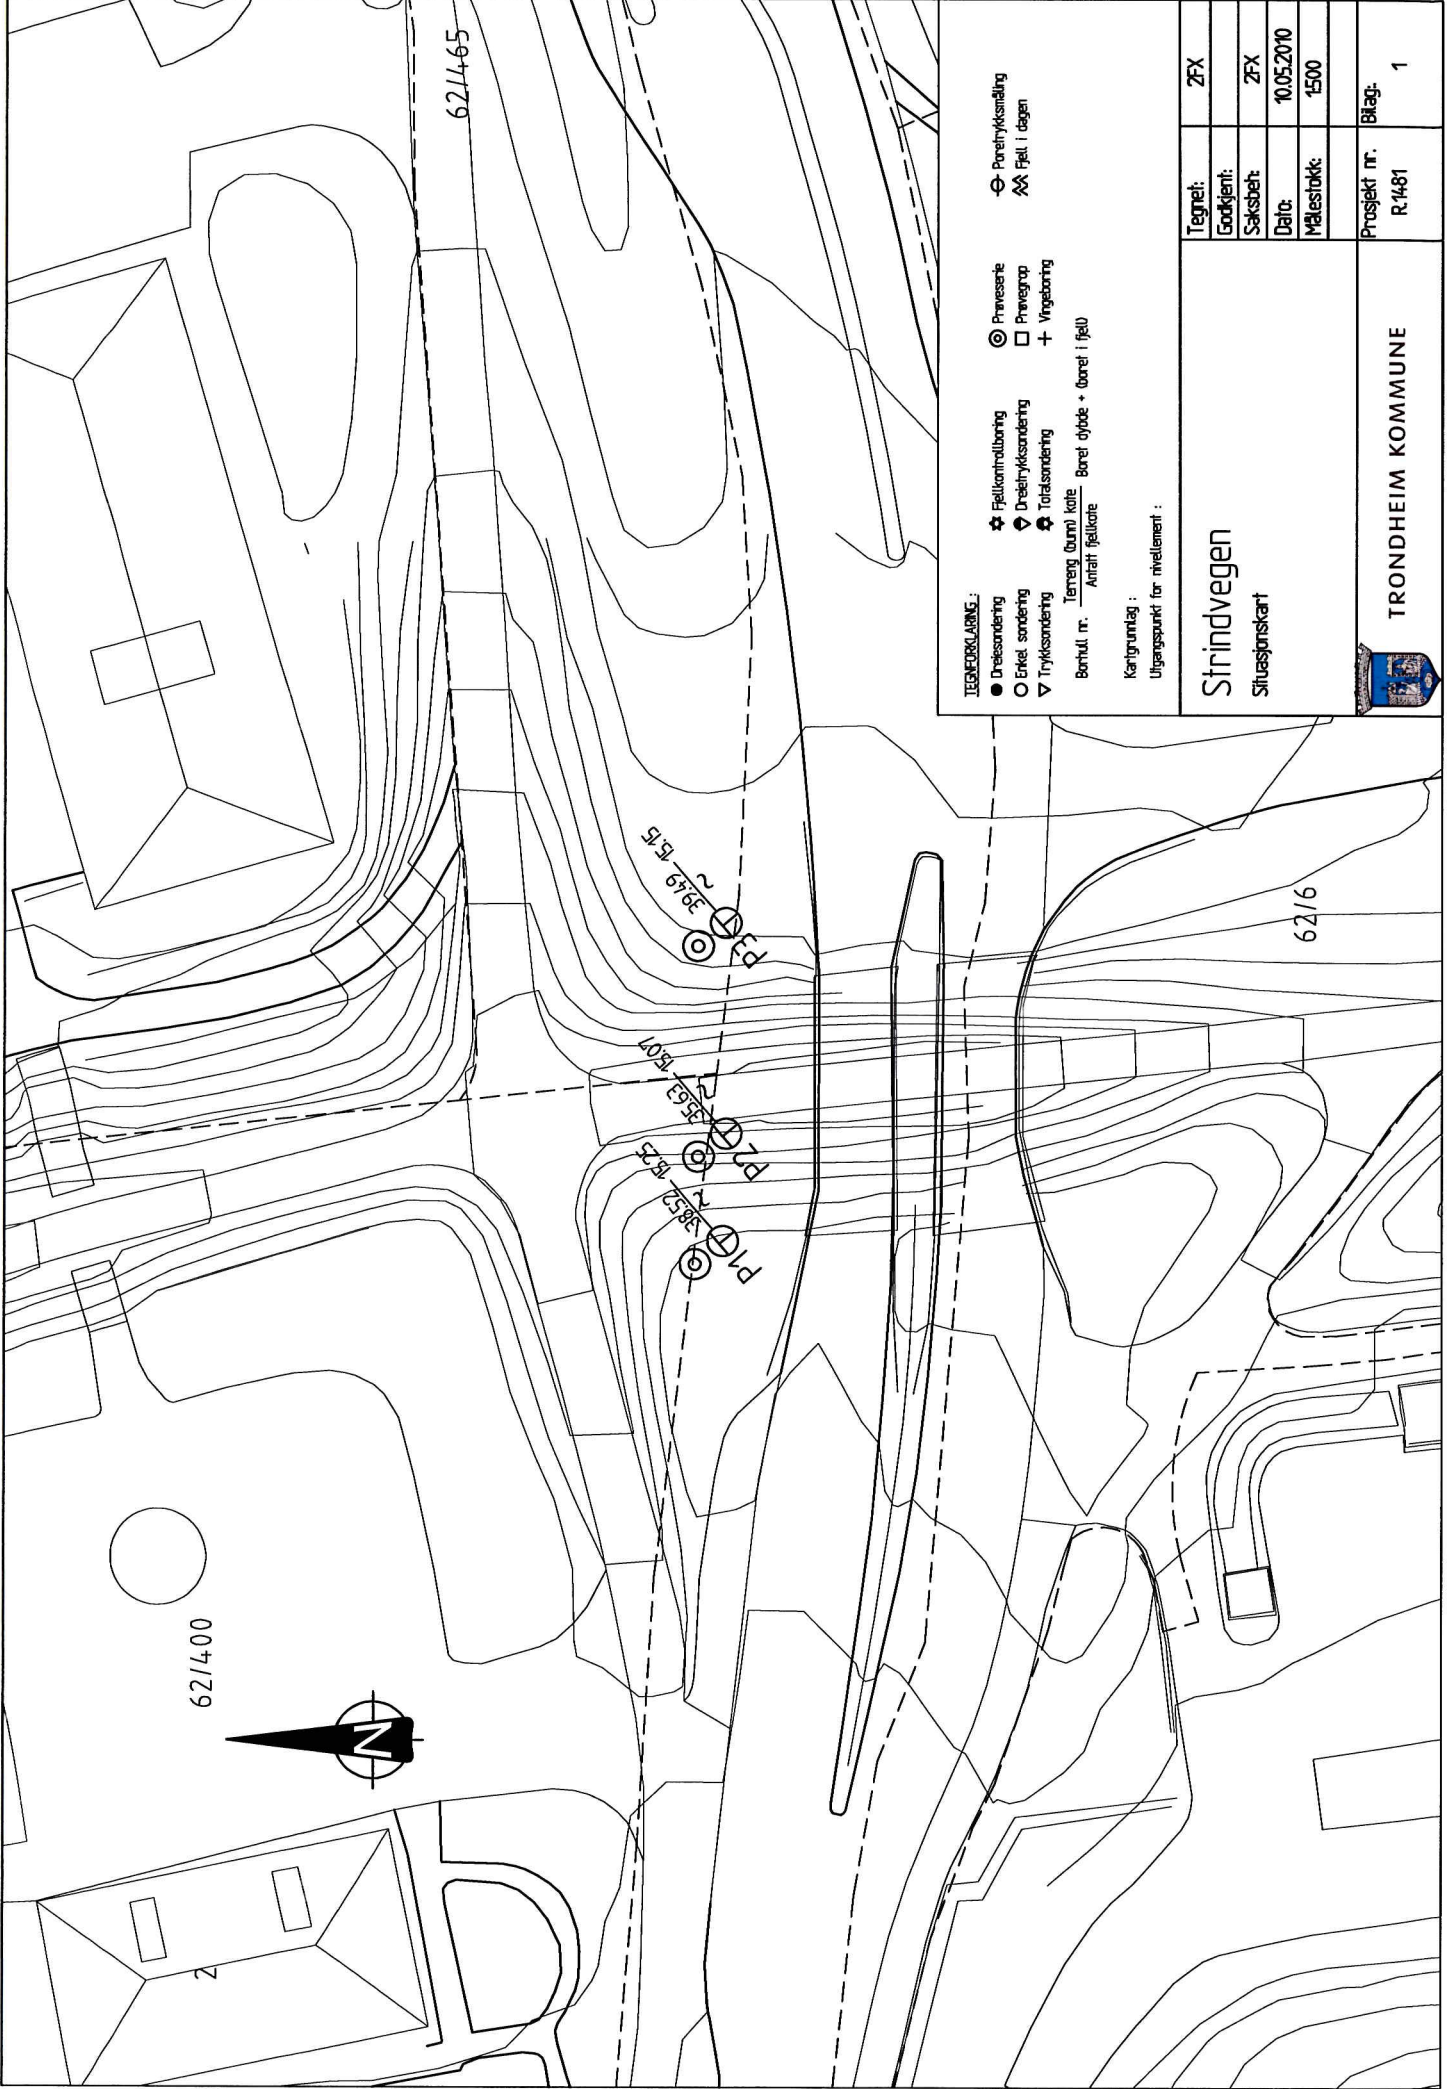 62/465
62/400
2
N
P1 38.52 15.25
~
P2 35.63 15.07
~
P3 39.49 15.15
~
62/6
TEGNFORKLARING :
Dreiesondering
Enkel sondering
Trykksondering
Fjellkontrollboring
Dreietrykksondering
Totalsondering
Prøveserie
Prøvegrop
Vingeboring
Poretrykksmåling
Fjell i dagen
Borhull nr. Terreng (bunn) kote Boret dybde + (boret i fjell)
Antatt fjellkote
Kartgrunnlag :
Utgangspunkt for nivellement :
Strindvegen
Situasjonskart
Tegnet: 2FX
Godkjent:
Saksbeh: 2FX
Dato: 10.05.2010
Målestokk: 1:500
TRONDHEIM KOMMUNE
Prosjekt nr. R.1481
Bilag: 1